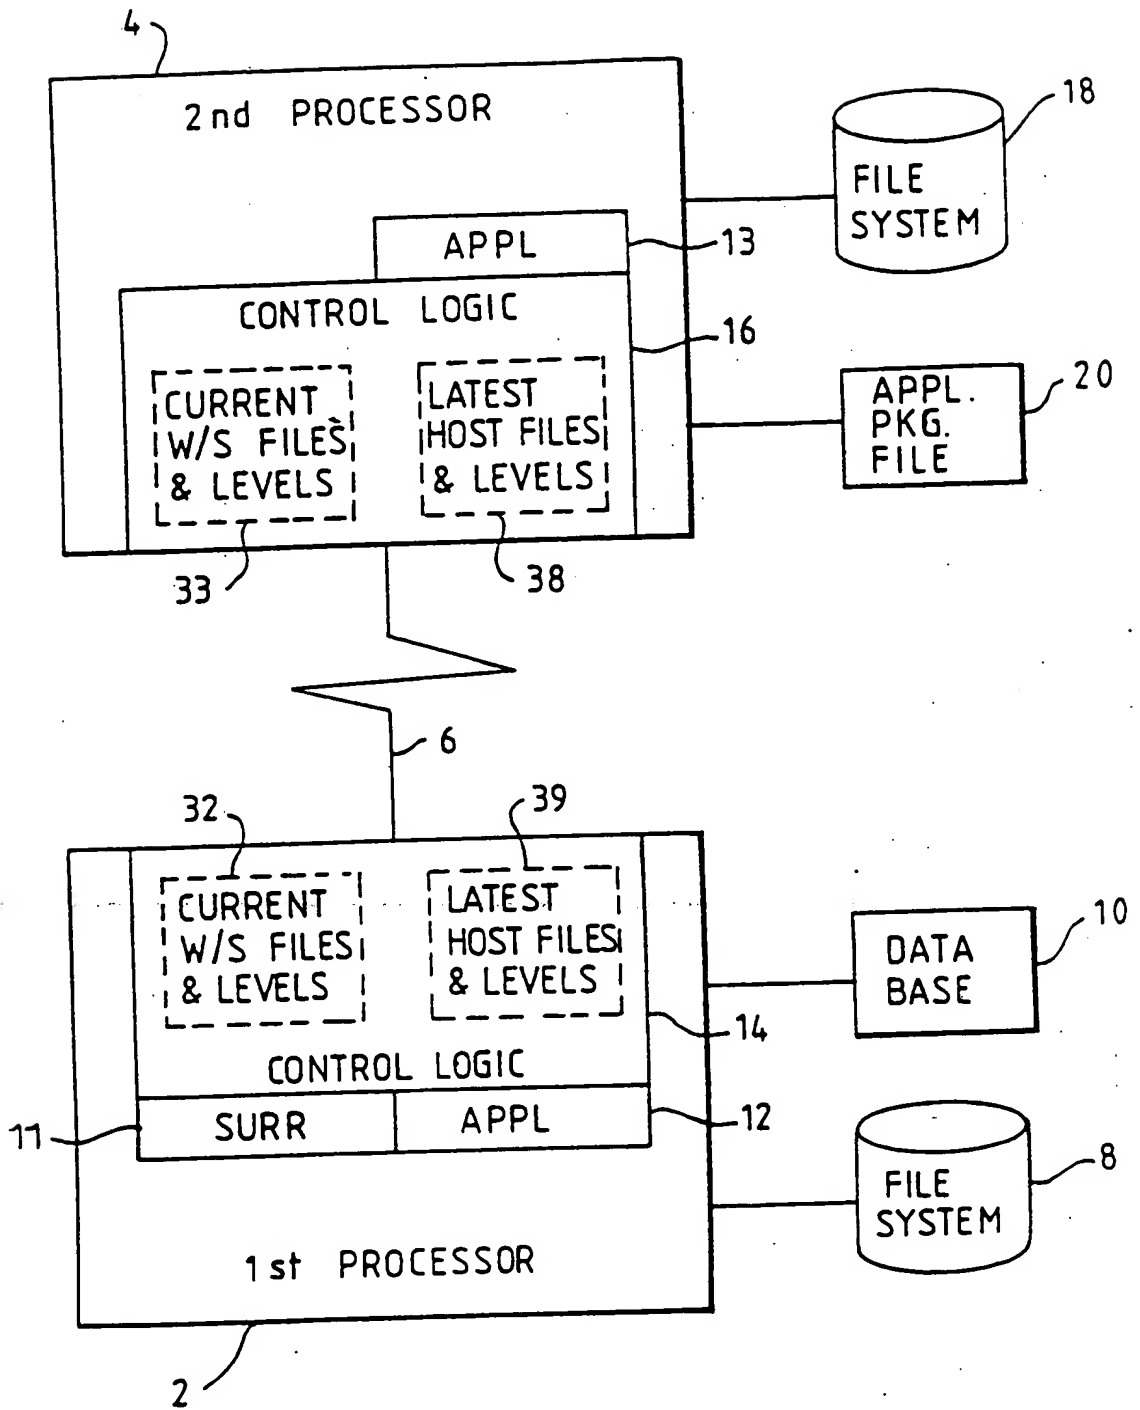 4
2nd PROCESSOR
18
FILE
SYSTEM
APPL
13
CONTROL LOGIC
16
CURRENT
W/S FILES
& LEVELS
LATEST
HOST FILES
& LEVELS
APPL.
PKG.
FILE
20
33
38
6
32
39
CURRENT
W/S FILES
& LEVELS
LATEST
HOST FILES
& LEVELS
DATA
BASE
10
14
CONTROL LOGIC
11
SURR
APPL
12
FILE
SYSTEM
8
1st PROCESSOR
2